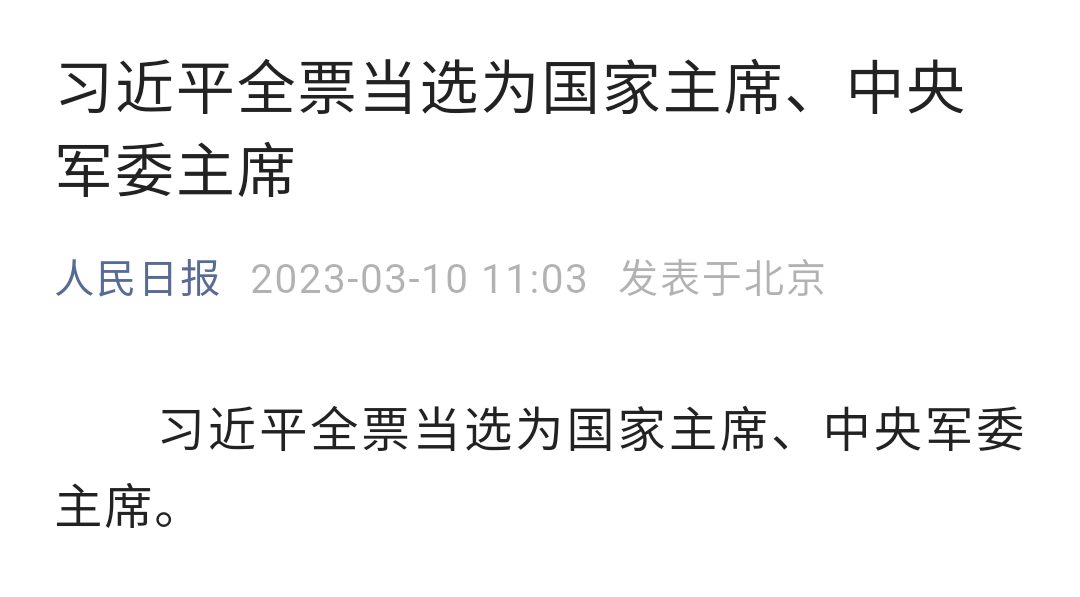 习近平全票当选为国家主席、中央
军委主席
人民日报 2023-03-10 11:03 发表于北京
习近平全票当选为国家主席、中央军委
主席。